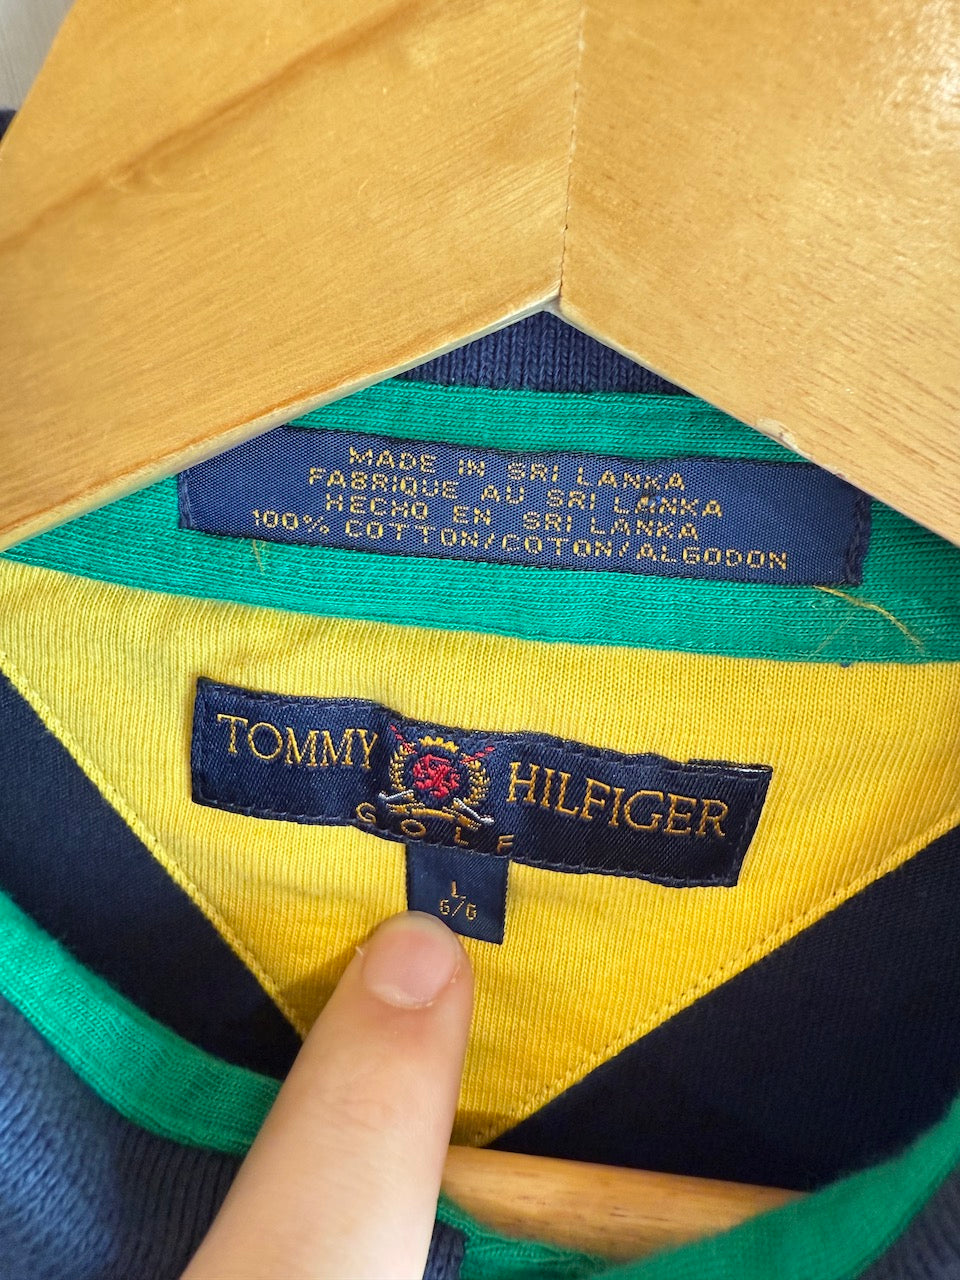 MADE IN SRI LANKA
FABRIQUE AU SRI LANKA
HECHO EN SRI LANKA
100% COTTON/COTON/ALGODON
TOMMY HILFIGER
GOLF
L
G/G